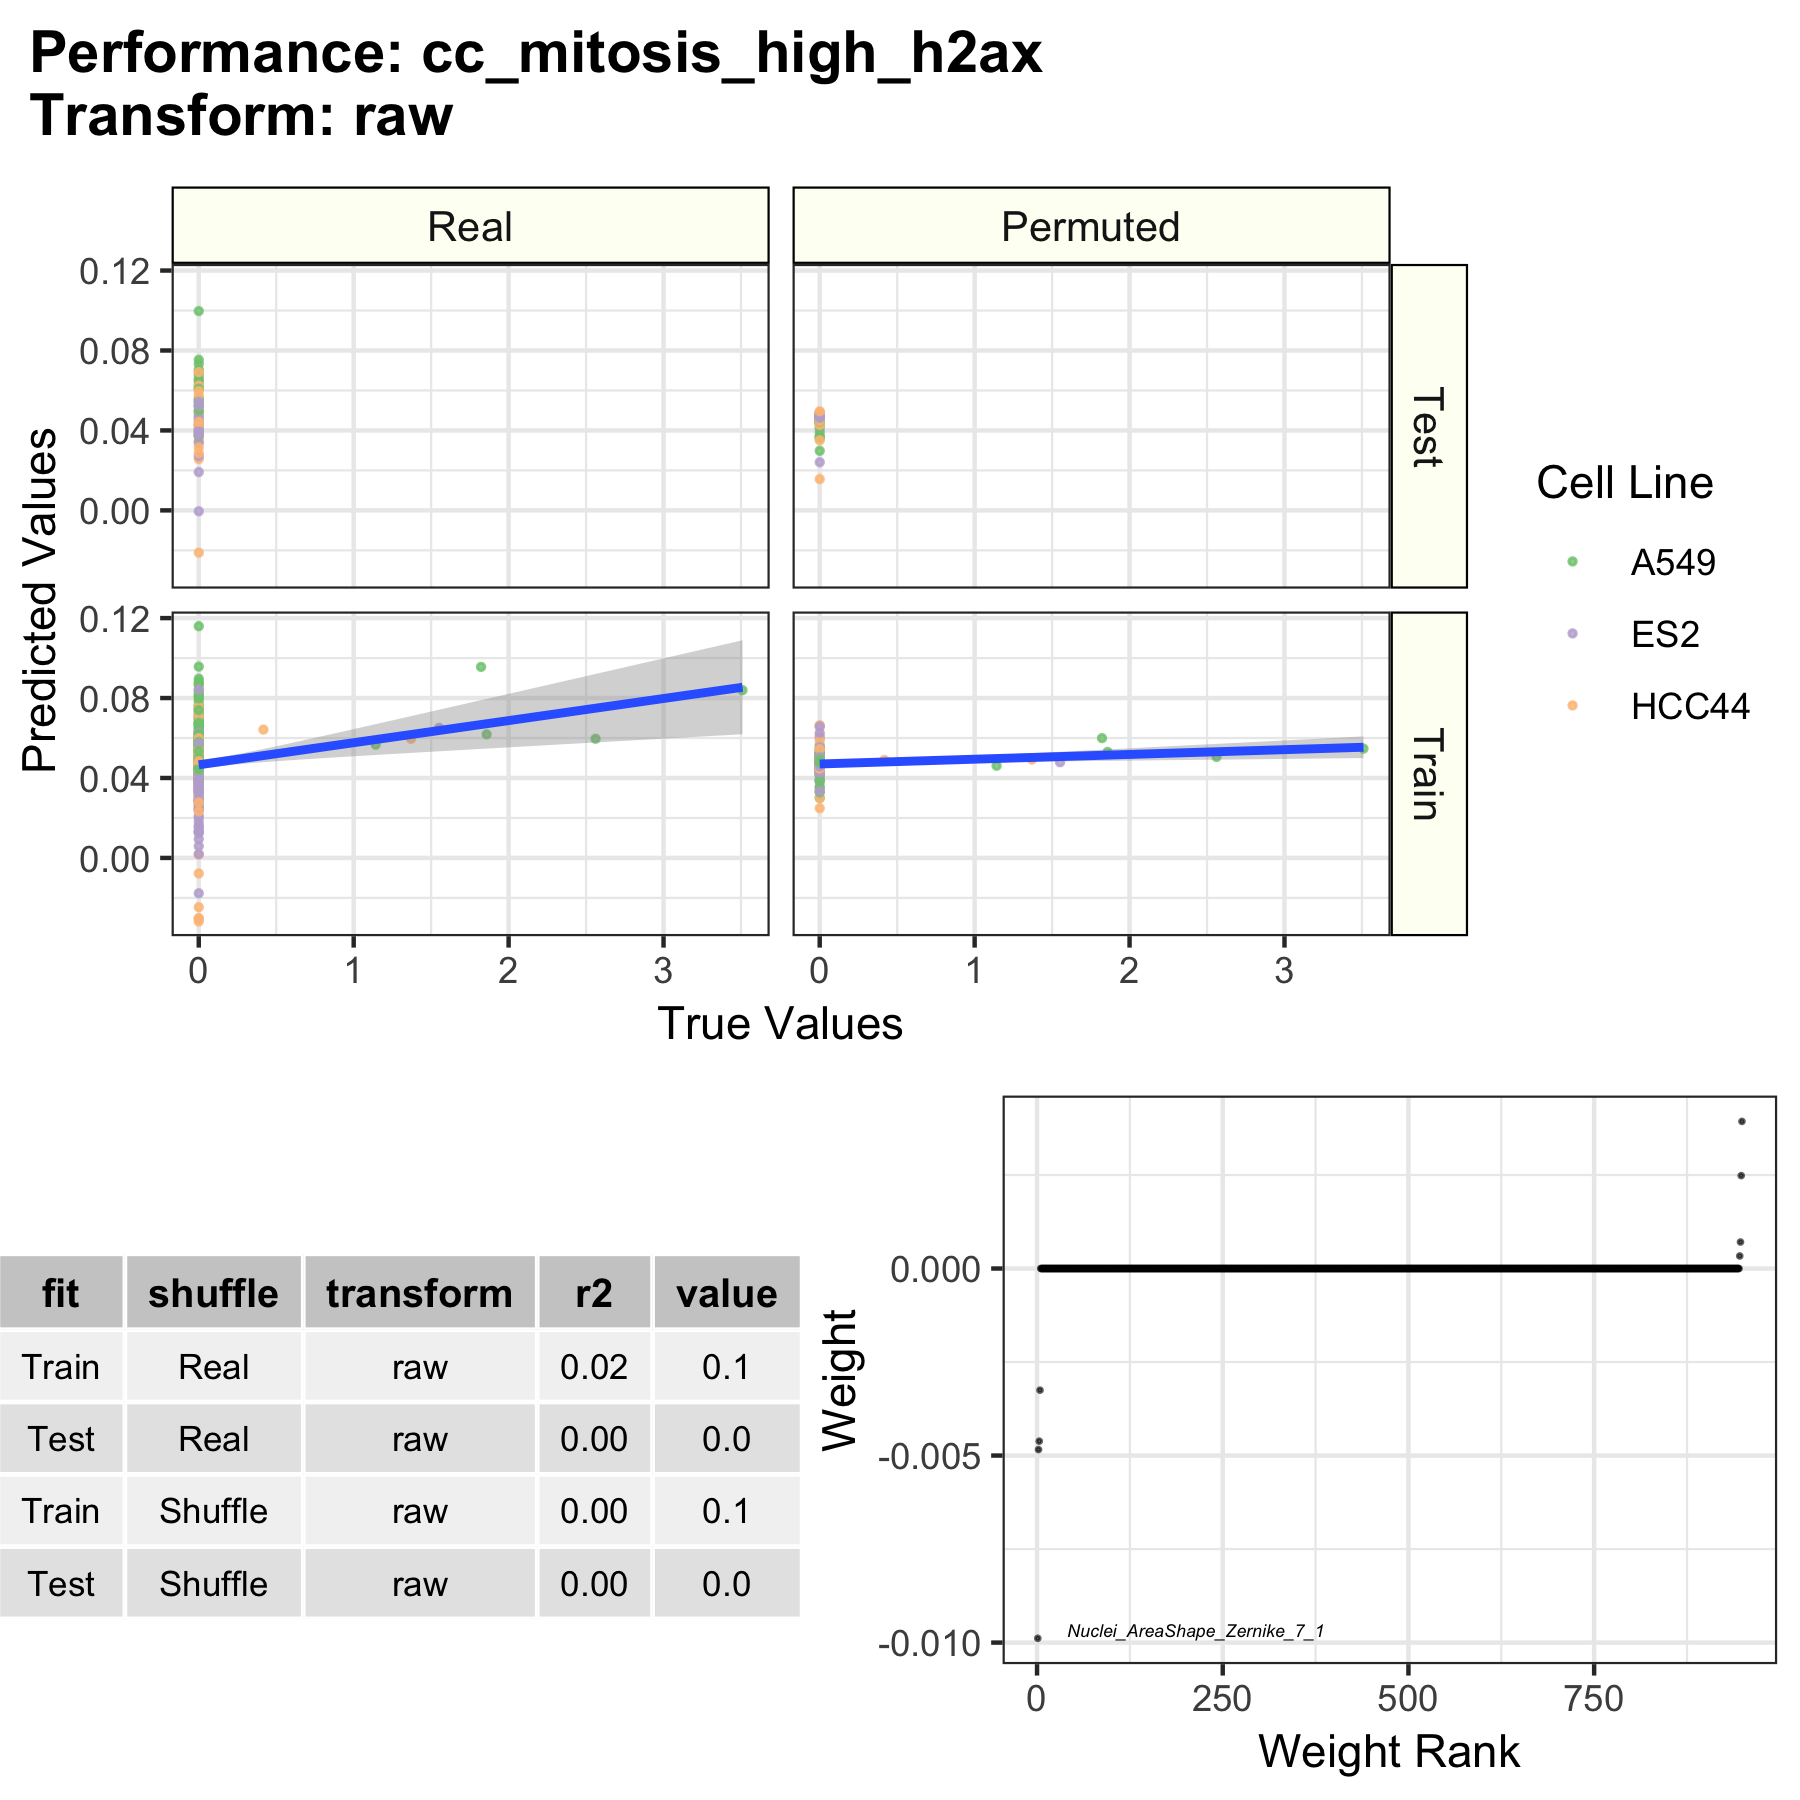 Performance: cc_mitosis_high_h2ax
Transform: raw
Real
Permuted
0.12
0.08
0.04
0.00
Test
0.12
0.08
0.04
0.00
Train
Predicted Values
0 1 2 3
0 1 2 3
True Values
Cell Line
A549
ES2
HCC44
fit shuffle transform r2 value
Train Real raw 0.02 0.1
Test Real raw 0.00 0.0
Train Shuffle raw 0.00 0.1
Test Shuffle raw 0.00 0.0
Weight
0.000
-0.005
-0.010
Nuclei_AreaShape_Zernike_7_1
0 250 500 750
Weight Rank